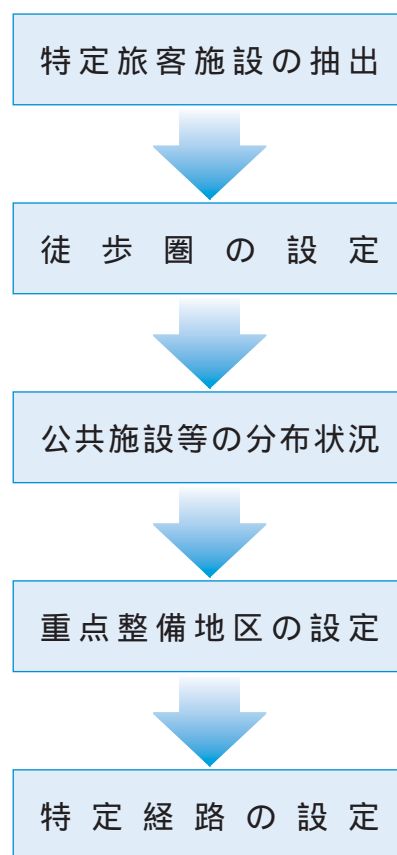 特定旅客施設の抽出
徒歩圏の設定
公共施設等の分布状況
重点整備地区の設定
特定経路の設定